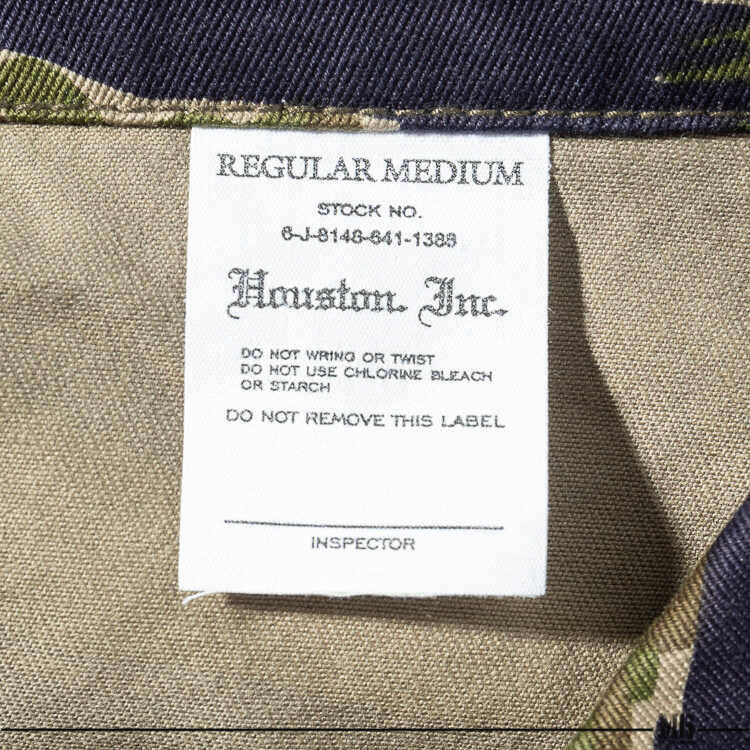 REGULAR MEDIUM
STOCK NO.
6-J-8148-641-1388
Houston. Inc.
DO NOT WRING OR TWIST
DO NOT USE CHLORINE BLEACH
OR STARCH
DO NOT REMOVE THIS LABEL
INSPECTOR